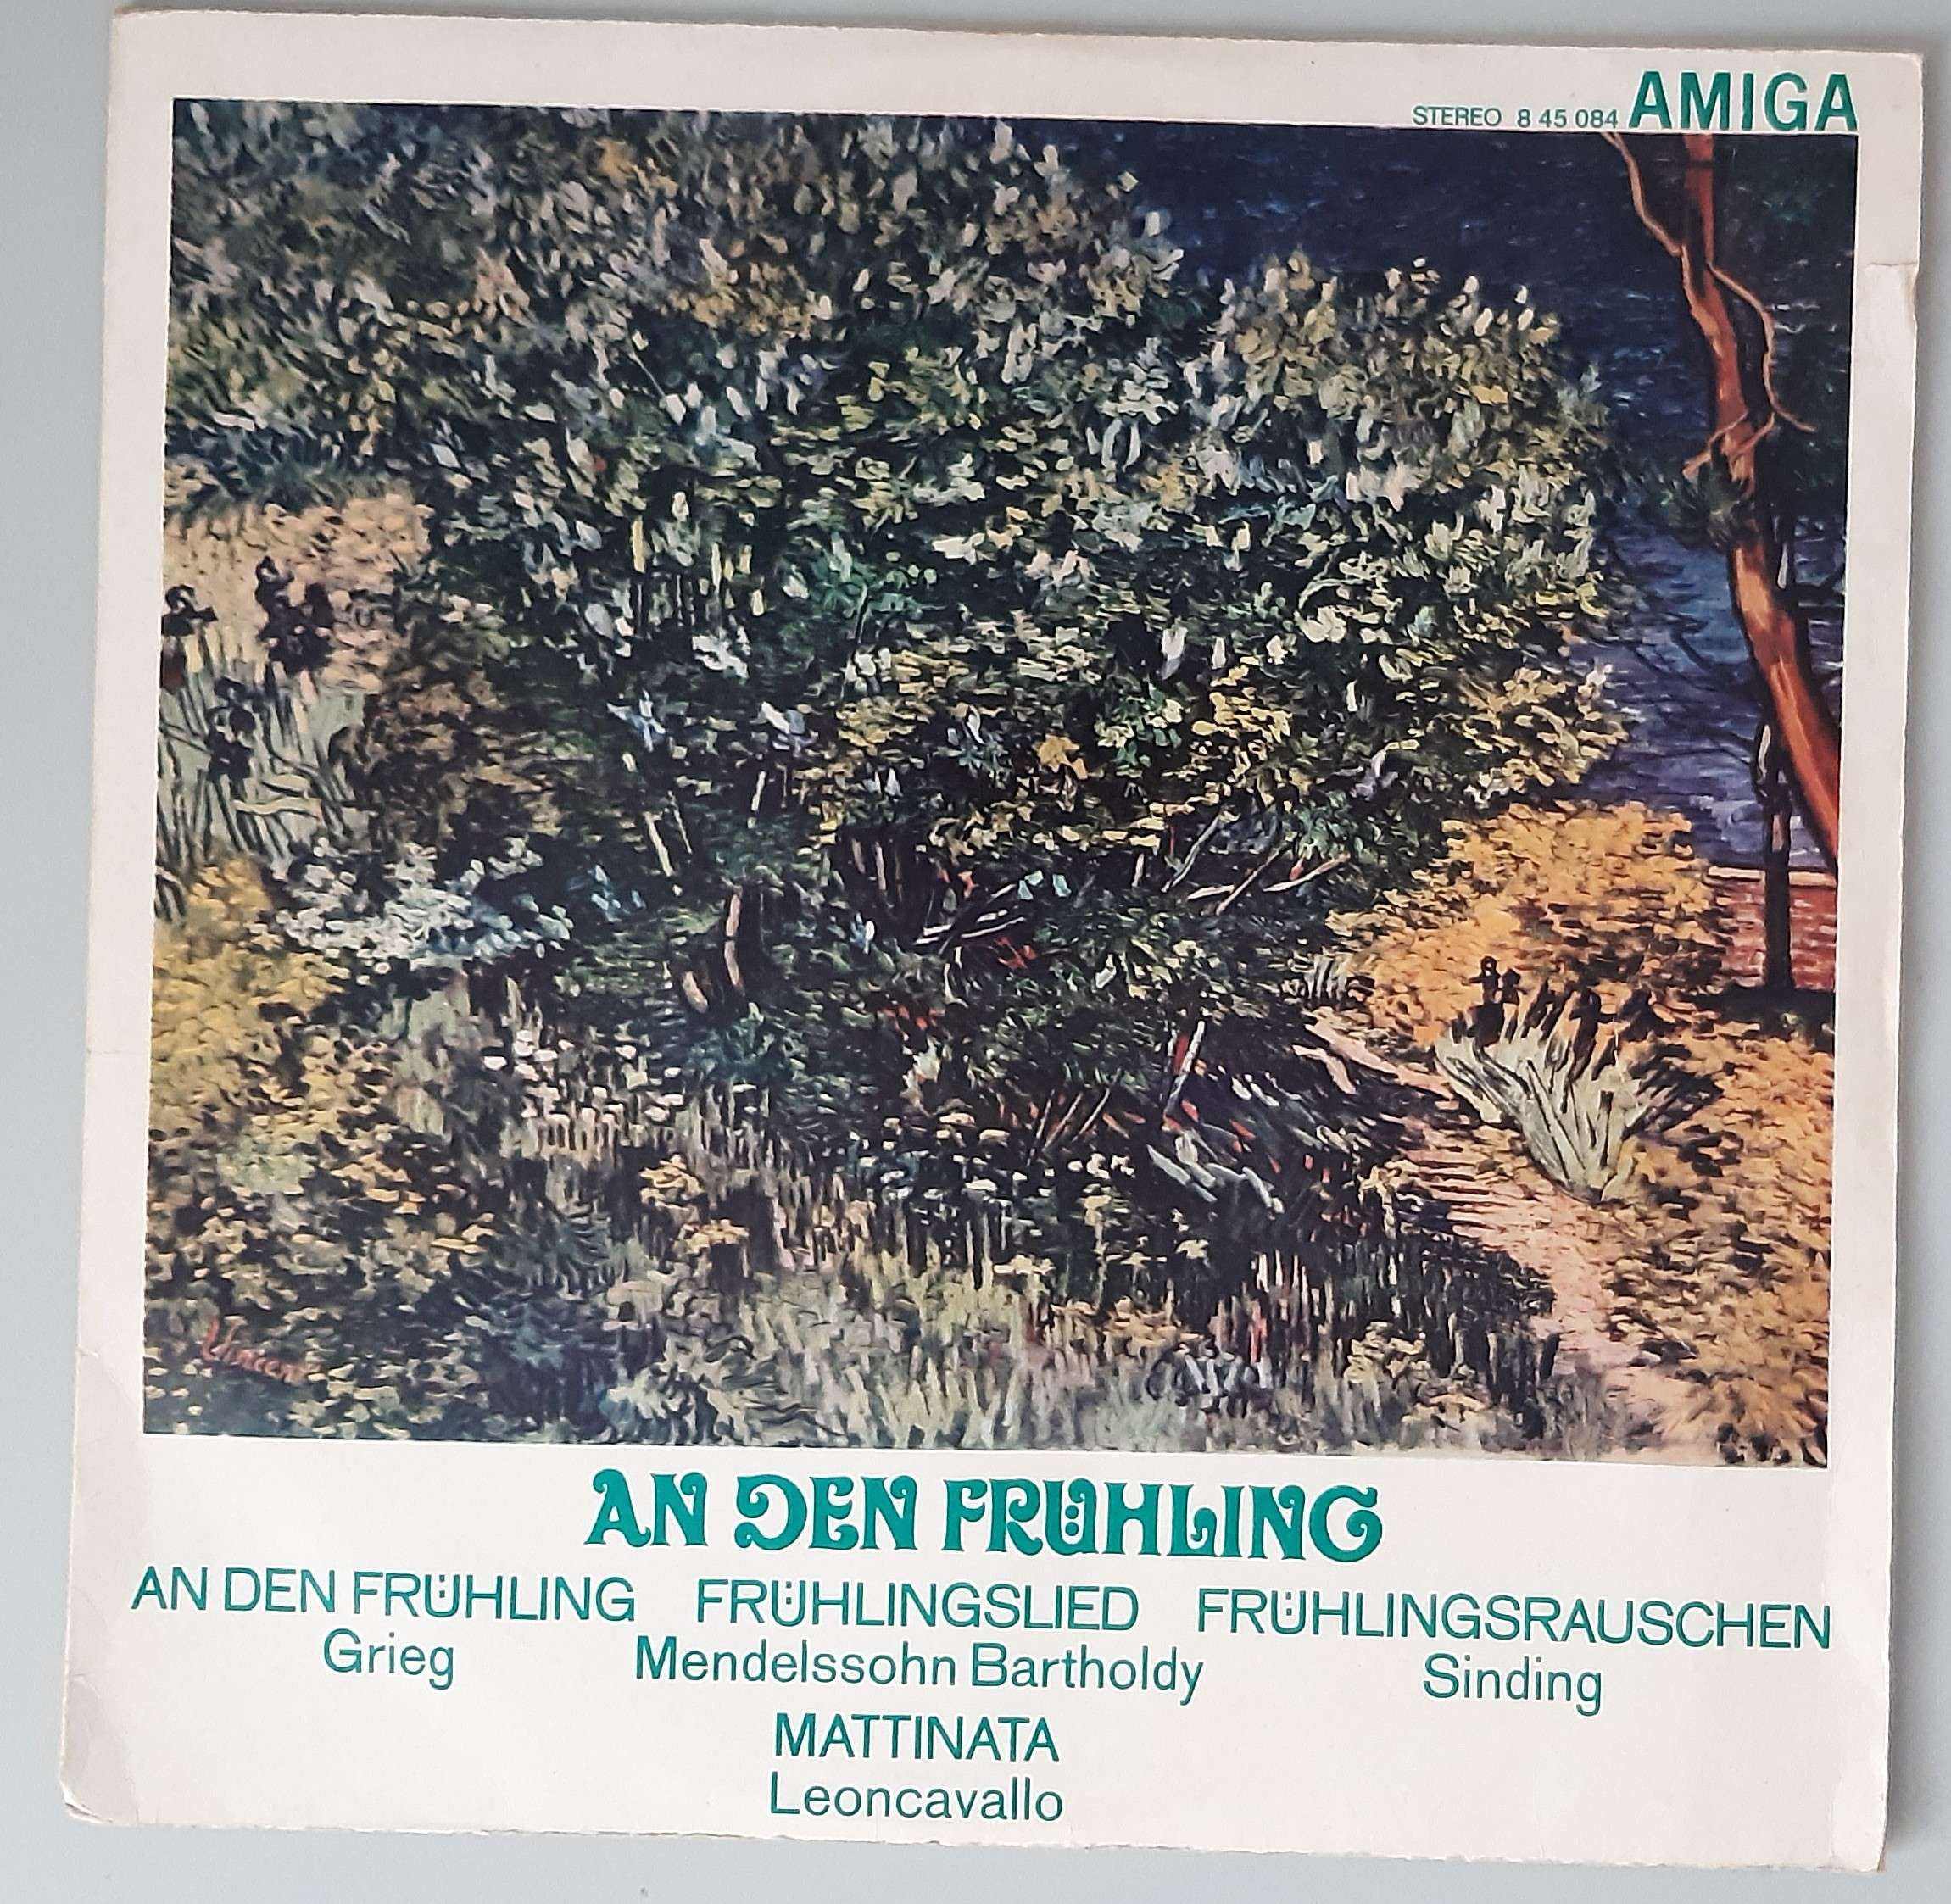 STEREO 8 45 084 AMIGA
Vincent
AN DEN FRÜHLING
AN DEN FRÜHLING FRÜHLINGSLIED FRÜHLINGSRAUSCHEN
Grieg Mendelssohn Bartholdy Sinding
MATTINATA
Leoncavallo